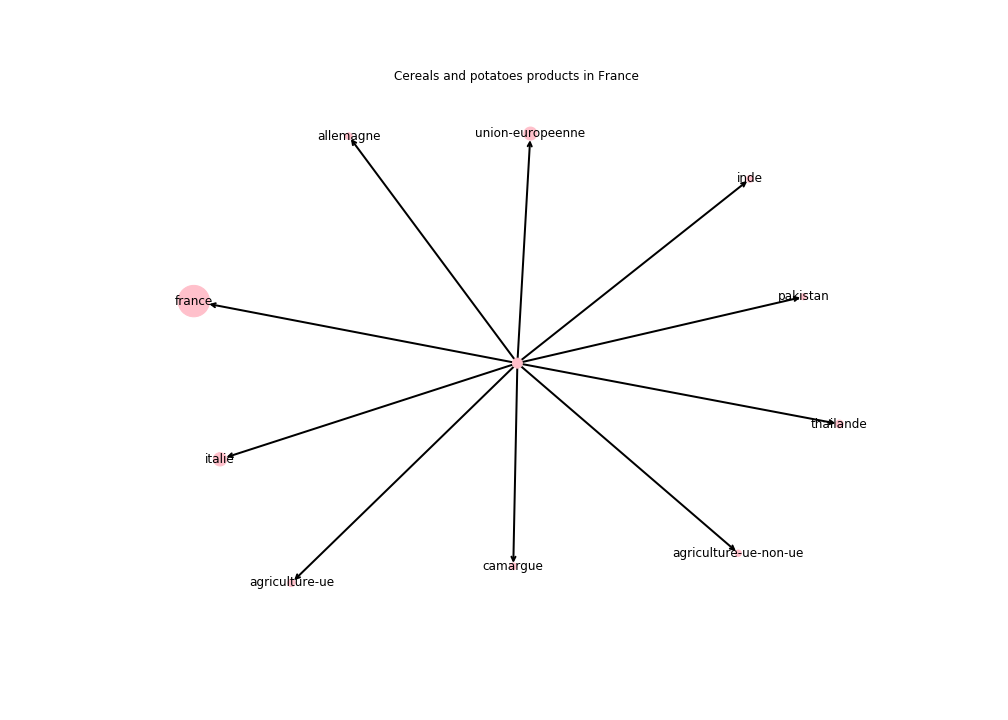 Cereals and potatoes products in France
allemagne
union-europeenne
inde
pakistan
france
thailande
italie
agriculture-ue-non-ue
camargue
agriculture-ue